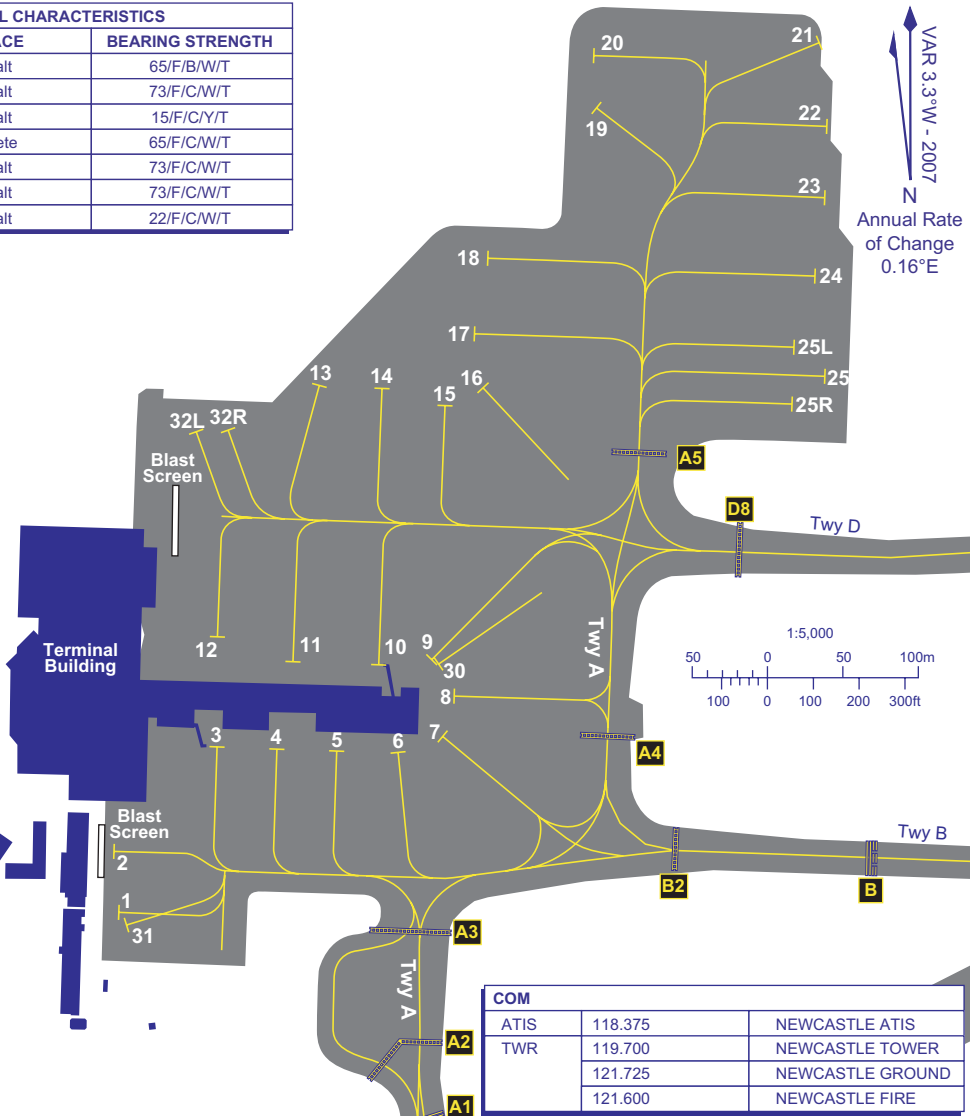 L CHARACTERISTICS
ACE BEARING STRENGTH
alt 65/F/B/W/T
alt 73/F/C/W/T
alt 15/F/C/Y/T
ete 65/F/C/W/T
alt 73/F/C/W/T
alt 73/F/C/W/T
alt 22/F/C/W/T
20
21
19
22
23
18
24
17
25L
25
25R
13
14
15
16
32L
32R
A5
Blast
Screen
D8
Twy D
VAR 3.3°W - 2007
N
Annual Rate
of Change
0.16°E
Terminal
Building
12
11
10
9
30
8
7
Twy A
1:5,000
50 0 50 100m
100 0 100 200 300ft
3
4
5
6
A4
Blast
Screen
2
1
31
B2
B
Twy B
A3
Twy A
A2
A1
COM
ATIS 118.375 NEWCASTLE ATIS
TWR 119.700 NEWCASTLE TOWER
121.725 NEWCASTLE GROUND
121.600 NEWCASTLE FIRE